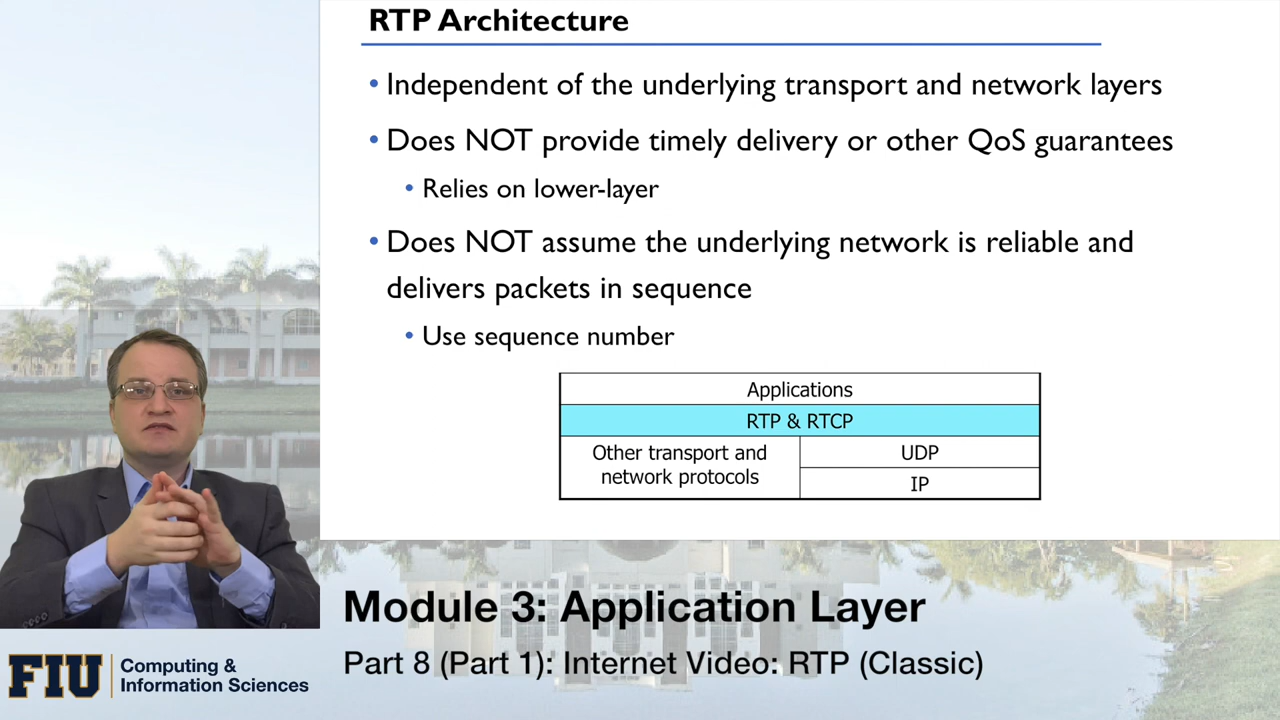 RTP Architecture
• Independent of the underlying transport and network layers
• Does NOT provide timely delivery or other QoS guarantees
• Relies on lower-layer
• Does NOT assume the underlying network is reliable and
delivers packets in sequence
• Use sequence number
Applications
RTP & RTCP
Other transport and
network protocols
UDP
IP
Module 3: Application Layer
Part 8 (Part 1): Internet Video: RTP (Classic)
FIU
Computing &
Information Sciences